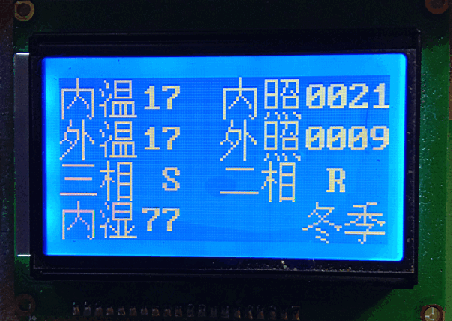 内温17 内照0021
外温17 外照0009
三相 S 二相 R
内湿77 冬季